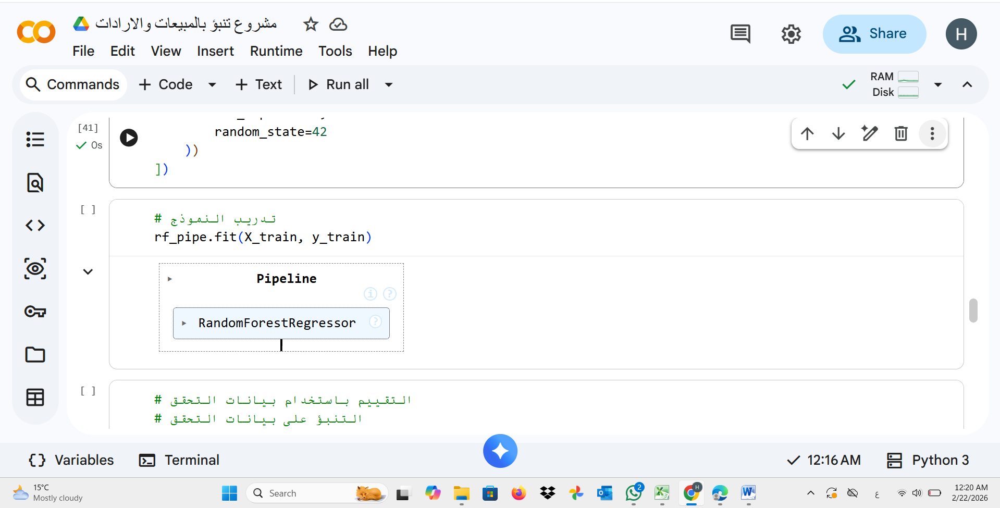 مشروع تنبؤ بالمبيعات والارادات
File Edit View Insert Runtime Tools Help
Share
H
Commands + Code + Text Run all
RAM
Disk
[41]
0s
random_state=42
))
])
[ ]
# تدريب النموذج
rf_pipe.fit(X_train, y_train)
Pipeline
RandomForestRegressor
[ ]
# التقييم باستخدام بيانات التحقق
# التنبؤ على بيانات التحقق
{} Variables Terminal
12:16 AM Python 3
15°C
Mostly cloudy
Search
2
H
ع
12:20 AM
2/22/2026